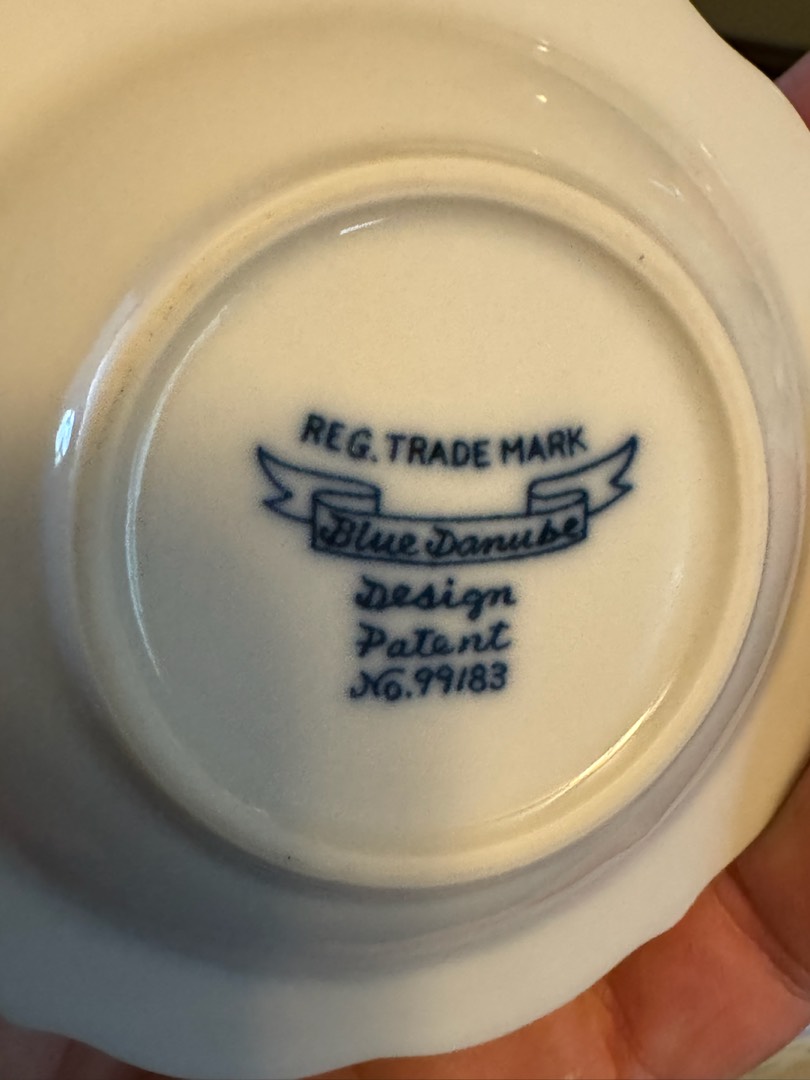 REG. TRADE MARK
Blue Danube
Design
Patent
No. 99183